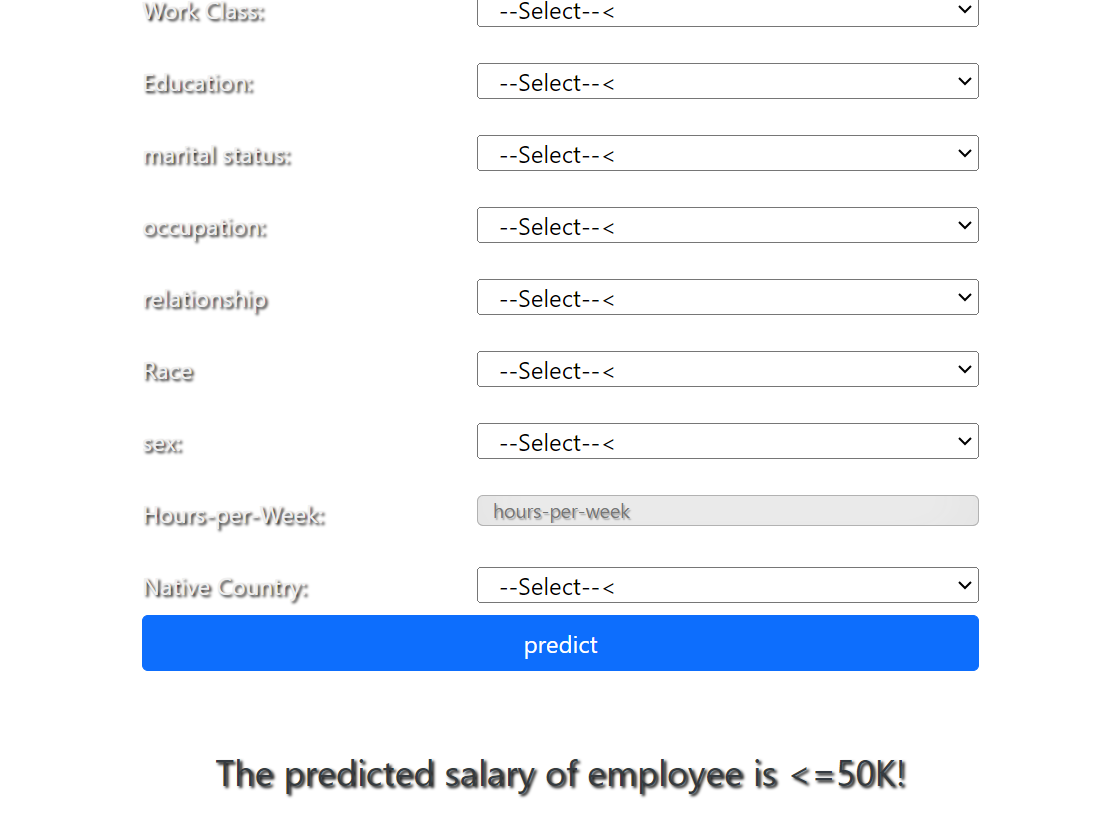 Work Class: --Select--<
Education: --Select--<
marital status: --Select--<
occupation: --Select--<
relationship --Select--<
Race --Select--<
sex: --Select--<
Hours-per-Week: hours-per-week
Native Country: --Select--<
predict
The predicted salary of employee is <=50K!